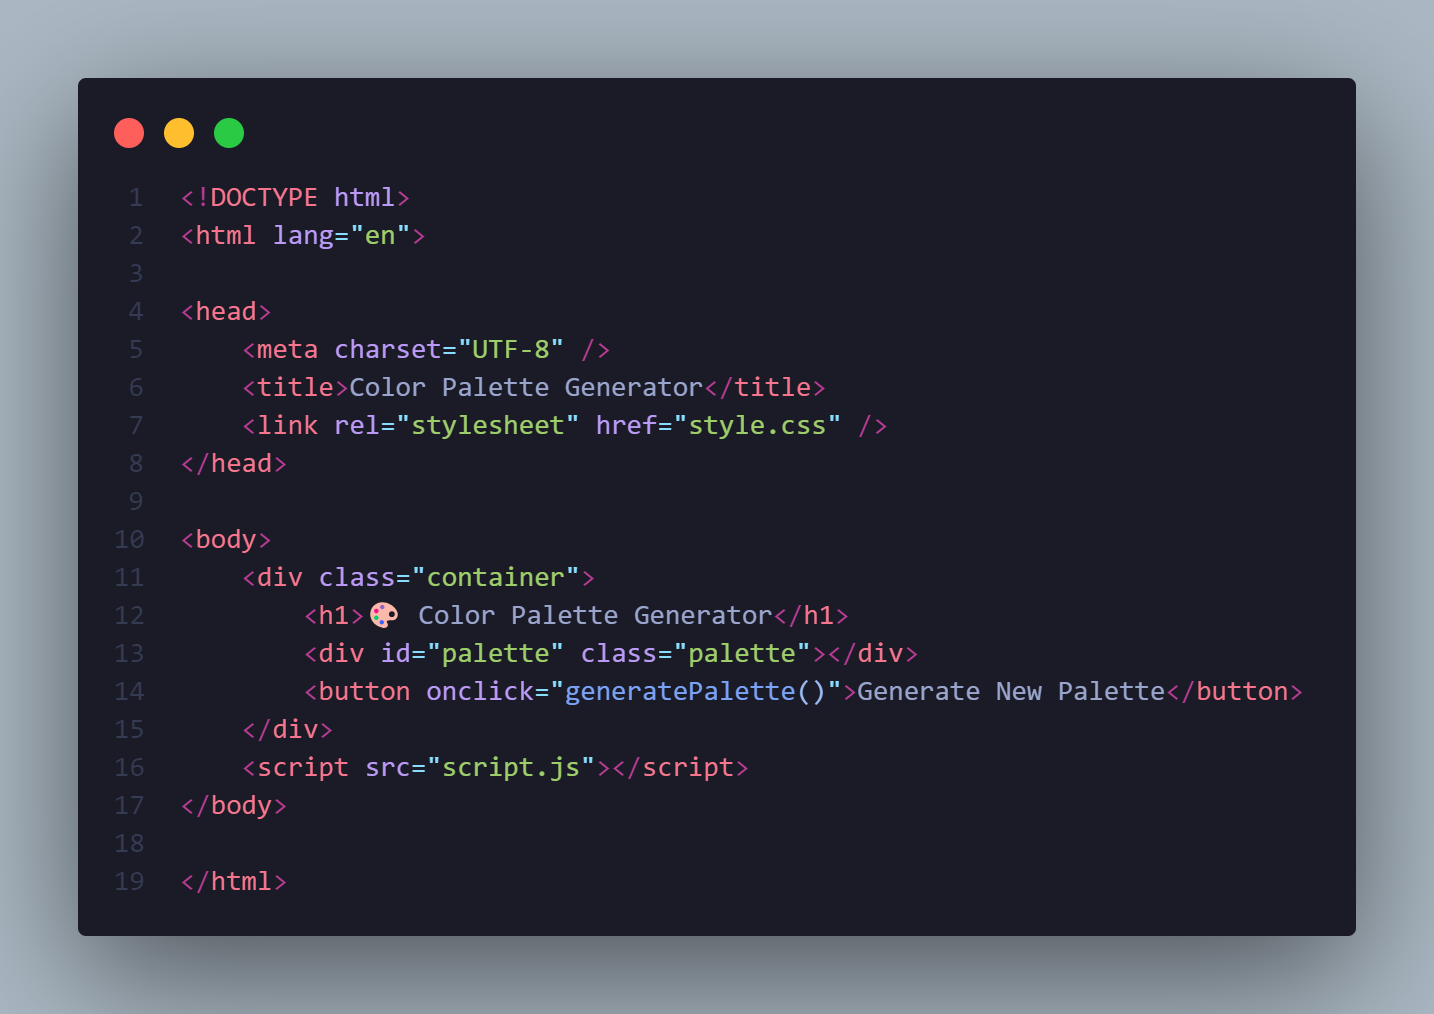 1 <!DOCTYPE html>
2 <html lang="en">
3
4 <head>
5     <meta charset="UTF-8" />
6     <title>Color Palette Generator</title>
7     <link rel="stylesheet" href="style.css" />
8 </head>
9
10 <body>
11     <div class="container">
12         <h1>🎨 Color Palette Generator</h1>
13         <div id="palette" class="palette"></div>
14         <button onclick="generatePalette()">Generate New Palette</button>
15     </div>
16     <script src="script.js"></script>
17 </body>
18
19 </html>